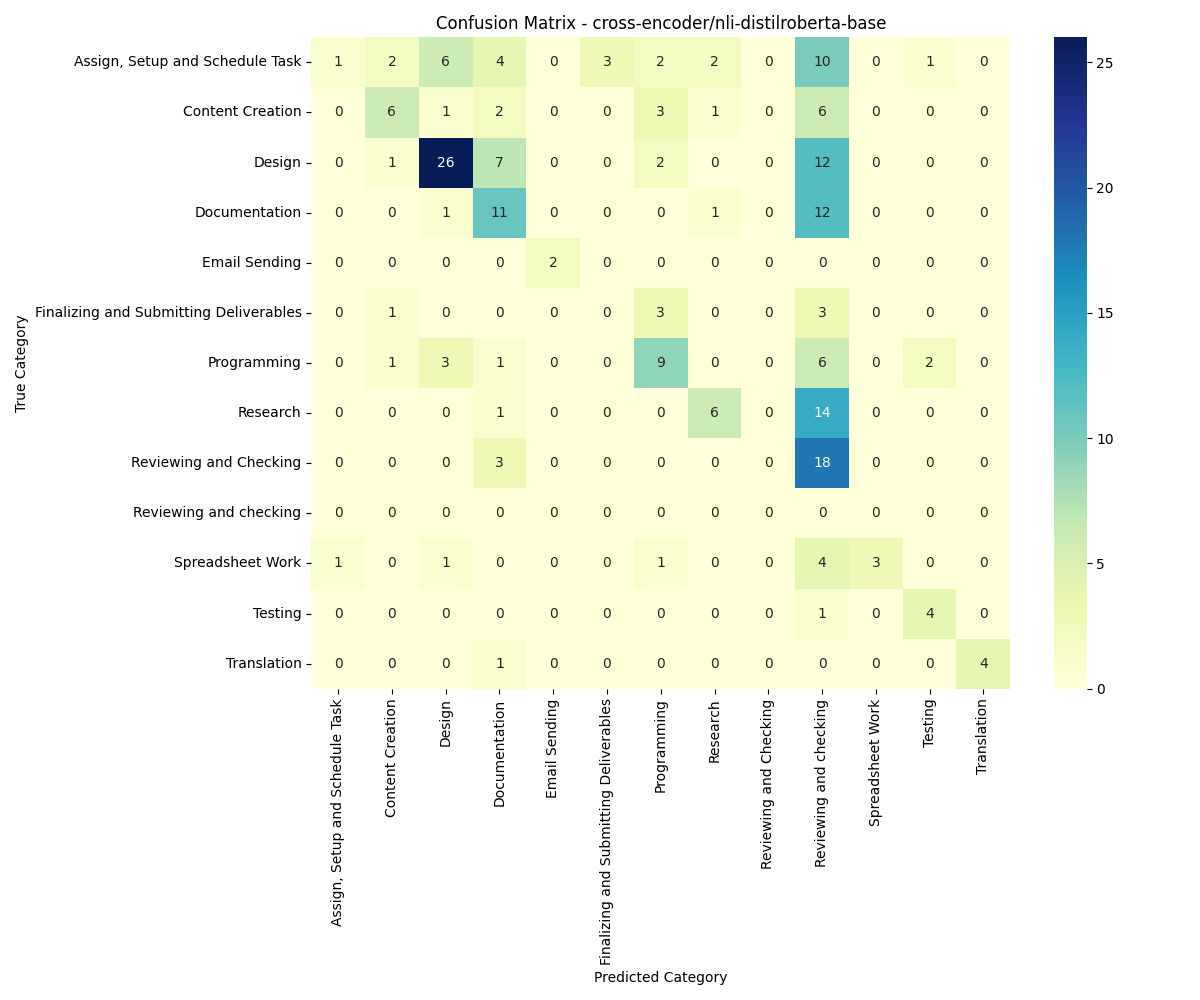 Confusion Matrix - cross-encoder/nli-distilroberta-base
True Category
Assign, Setup and Schedule Task 1 2 6 4 0 3 2 2 0 10 0 1 0
Content Creation 0 6 1 2 0 0 3 1 0 6 0 0 0
Design 0 1 26 7 0 0 2 0 0 12 0 0 0
Documentation 0 0 1 11 0 0 0 1 0 12 0 0 0
Email Sending 0 0 0 0 2 0 0 0 0 0 0 0 0
Finalizing and Submitting Deliverables 0 1 0 0 0 0 3 0 0 3 0 0 0
Programming 0 1 3 1 0 0 9 0 0 6 0 2 0
Research 0 0 0 1 0 0 0 6 0 14 0 0 0
Reviewing and Checking 0 0 0 3 0 0 0 0 0 18 0 0 0
Reviewing and checking 0 0 0 0 0 0 0 0 0 0 0 0 0
Spreadsheet Work 1 0 1 0 0 0 1 0 0 4 3 0 0
Testing 0 0 0 0 0 0 0 0 0 1 0 4 0
Translation 0 0 0 1 0 0 0 0 0 0 0 0 4
Assign, Setup and Schedule Task
Content Creation
Design
Documentation
Email Sending
Finalizing and Submitting Deliverables
Programming
Research
Reviewing and Checking
Reviewing and checking
Spreadsheet Work
Testing
Translation
Predicted Category
25
20
15
10
5
0